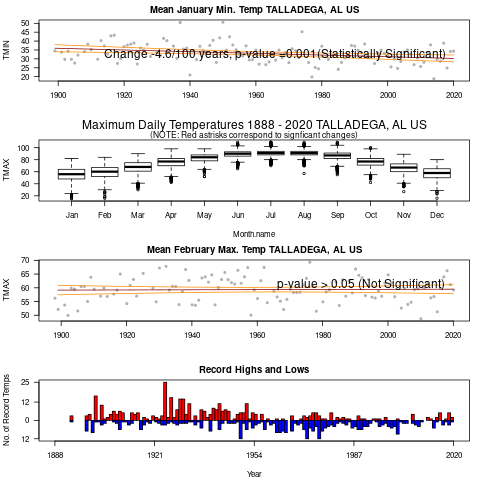 Mean January Min. Temp TALLADEGA, AL US
TMIN
50
45
40
35
30
25
20
Change -4.6/100 years, p-value =0.001(Statistically Significant)
1900 1920 1940 1960 1980 2000 2020
Maximum Daily Temperatures 1888 - 2020 TALLADEGA, AL US
(NOTE: Red astrisks correspond to signficant changes)
TMAX
100
80
60
40
20
Jan Feb Mar Apr May Jun Jul Aug Sep Oct Nov Dec
Month.name
Mean February Max. Temp TALLADEGA, AL US
TMAX
70
65
60
55
50
p-value > 0.05 (Not Significant)
1900 1920 1940 1960 1980 2000 2020
Record Highs and Lows
No. of Record Temps
25
12
0
12
1888 1921 1954 1987 2020
Year